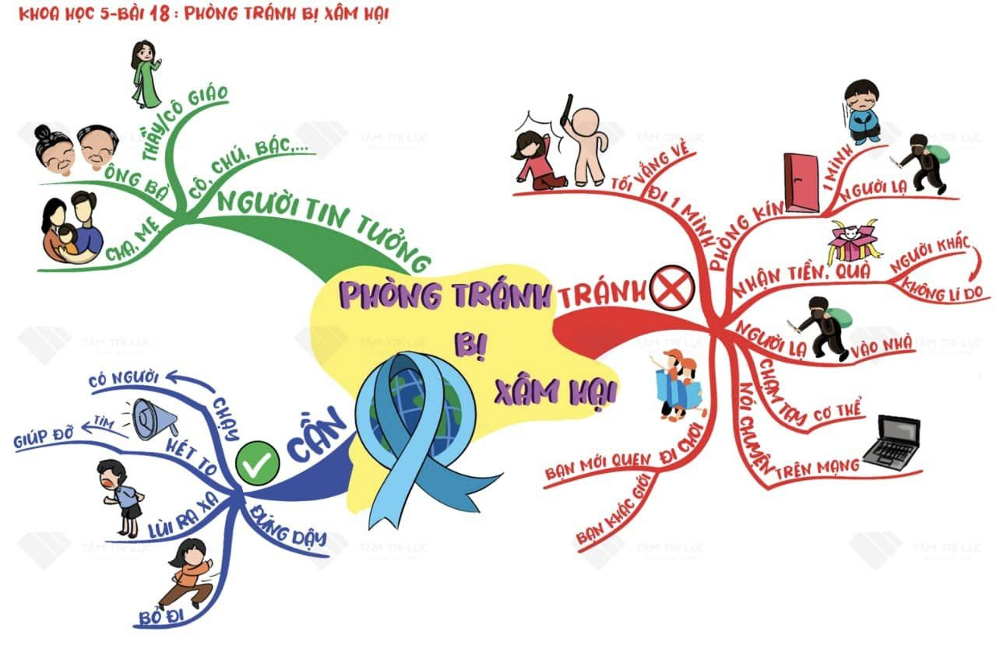 KHOA HỌC 5-BÀI 18: PHÒNG TRÁNH BỊ XÂM HẠI
PHÒNG TRÁNH
BỊ
XÂM HẠI
NGƯỜI TIN TƯỞNG
CÔ, CHÚ, BÁC,...
THẦY/CÔ GIÁO
ÔNG BÀ
CHA, MẸ
TRÁNH
ĐI 1 MÌNH
TỐI VẮNG VẺ
PHÒNG KÍN
1 MÌNH
NGƯỜI LẠ
NHẬN TIỀN, QUÀ
NGƯỜI KHÁC
KHÔNG LÍ DO
NGƯỜI LẠ
VÀO NHÀ
CHẠM TAY
CƠ THỂ
NÓI CHUYỆN
TRÊN MẠNG
ĐI CHƠI
BẠN MỚI QUEN
BẠN KHÁC GIỚI
CẦN
CHẠY
CÓ NGƯỜI
HÉT TO
TÌM
GIÚP ĐỠ
LÙI RA XA
BỎ ĐI
ĐỨNG DẬY
TÂM TRÍ LỰC